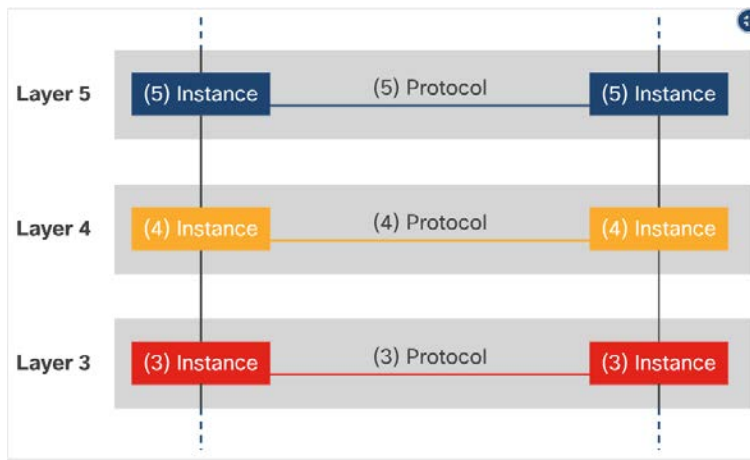 Layer 5
(5) Instance
(5) Protocol
(5) Instance
Layer 4
(4) Instance
(4) Protocol
(4) Instance
Layer 3
(3) Instance
(3) Protocol
(3) Instance